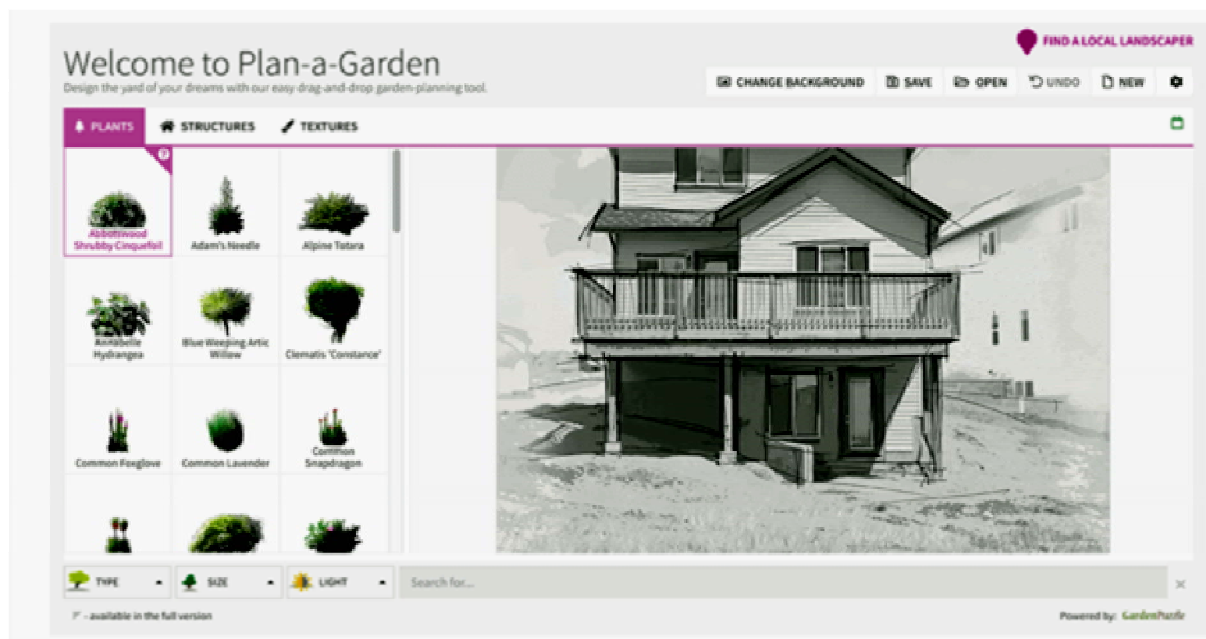 FIND A LOCAL LANDSCAPER
Welcome to Plan-a-Garden
Design the yard of your dreams with our easy drag-and-drop garden-planning tool.
CHANGE BACKGROUND SAVE OPEN UNDO NEW
PLANTS STRUCTURES TEXTURES
Abbotswood
Shrubby Cinquefoil
Adam's Needle
Alpine Totara
Annabelle
Hydrangea
Blue Weeping Artic
Willow
Clematis 'Constance'
Common Foxglove
Common Lavender
Common
Snapdragon
TYPE SIZE LIGHT Search for...
- available in the full version
Powered by: GardenPuzzle